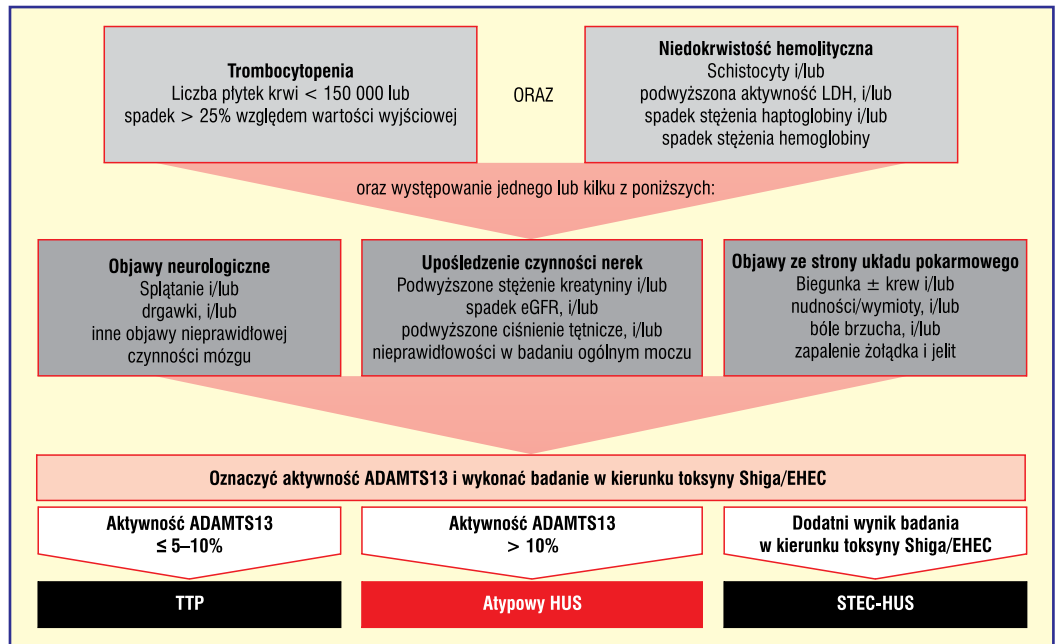 Trombocytopenia
Liczba płytek krwi < 150 000 lub
spadek > 25% względem wartości wyjściowej
ORAZ
Niedokrwistość hemolityczna
Schistocyty i/lub
podwyższona aktywność LDH, i/lub
spadek stężenia haptoglobiny i/lub
spadek stężenia hemoglobiny
oraz występowanie jednego lub kilku z poniższych:
Objawy neurologiczne
Splątanie i/lub
drgawki, i/lub
inne objawy nieprawidłowej
czynności mózgu
Upośledzenie czynności nerek
Podwyższone stężenie kreatyniny i/lub
spadek eGFR, i/lub
podwyższone ciśnienie tętnicze, i/lub
nieprawidłowości w badaniu ogólnym moczu
Objawy ze strony układu pokarmowego
Biegunka ± krew i/lub
nudności/wymioty, i/lub
bóle brzucha, i/lub
zapalenie żołądka i jelit
Oznaczyć aktywność ADAMTS13 i wykonać badanie w kierunku toksyny Shiga/EHEC
Aktywność ADAMTS13
≤ 5–10%
Aktywność ADAMTS13
> 10%
Dodatni wynik badania
w kierunku toksyny Shiga/EHEC
TTP
Atypowy HUS
STEC-HUS